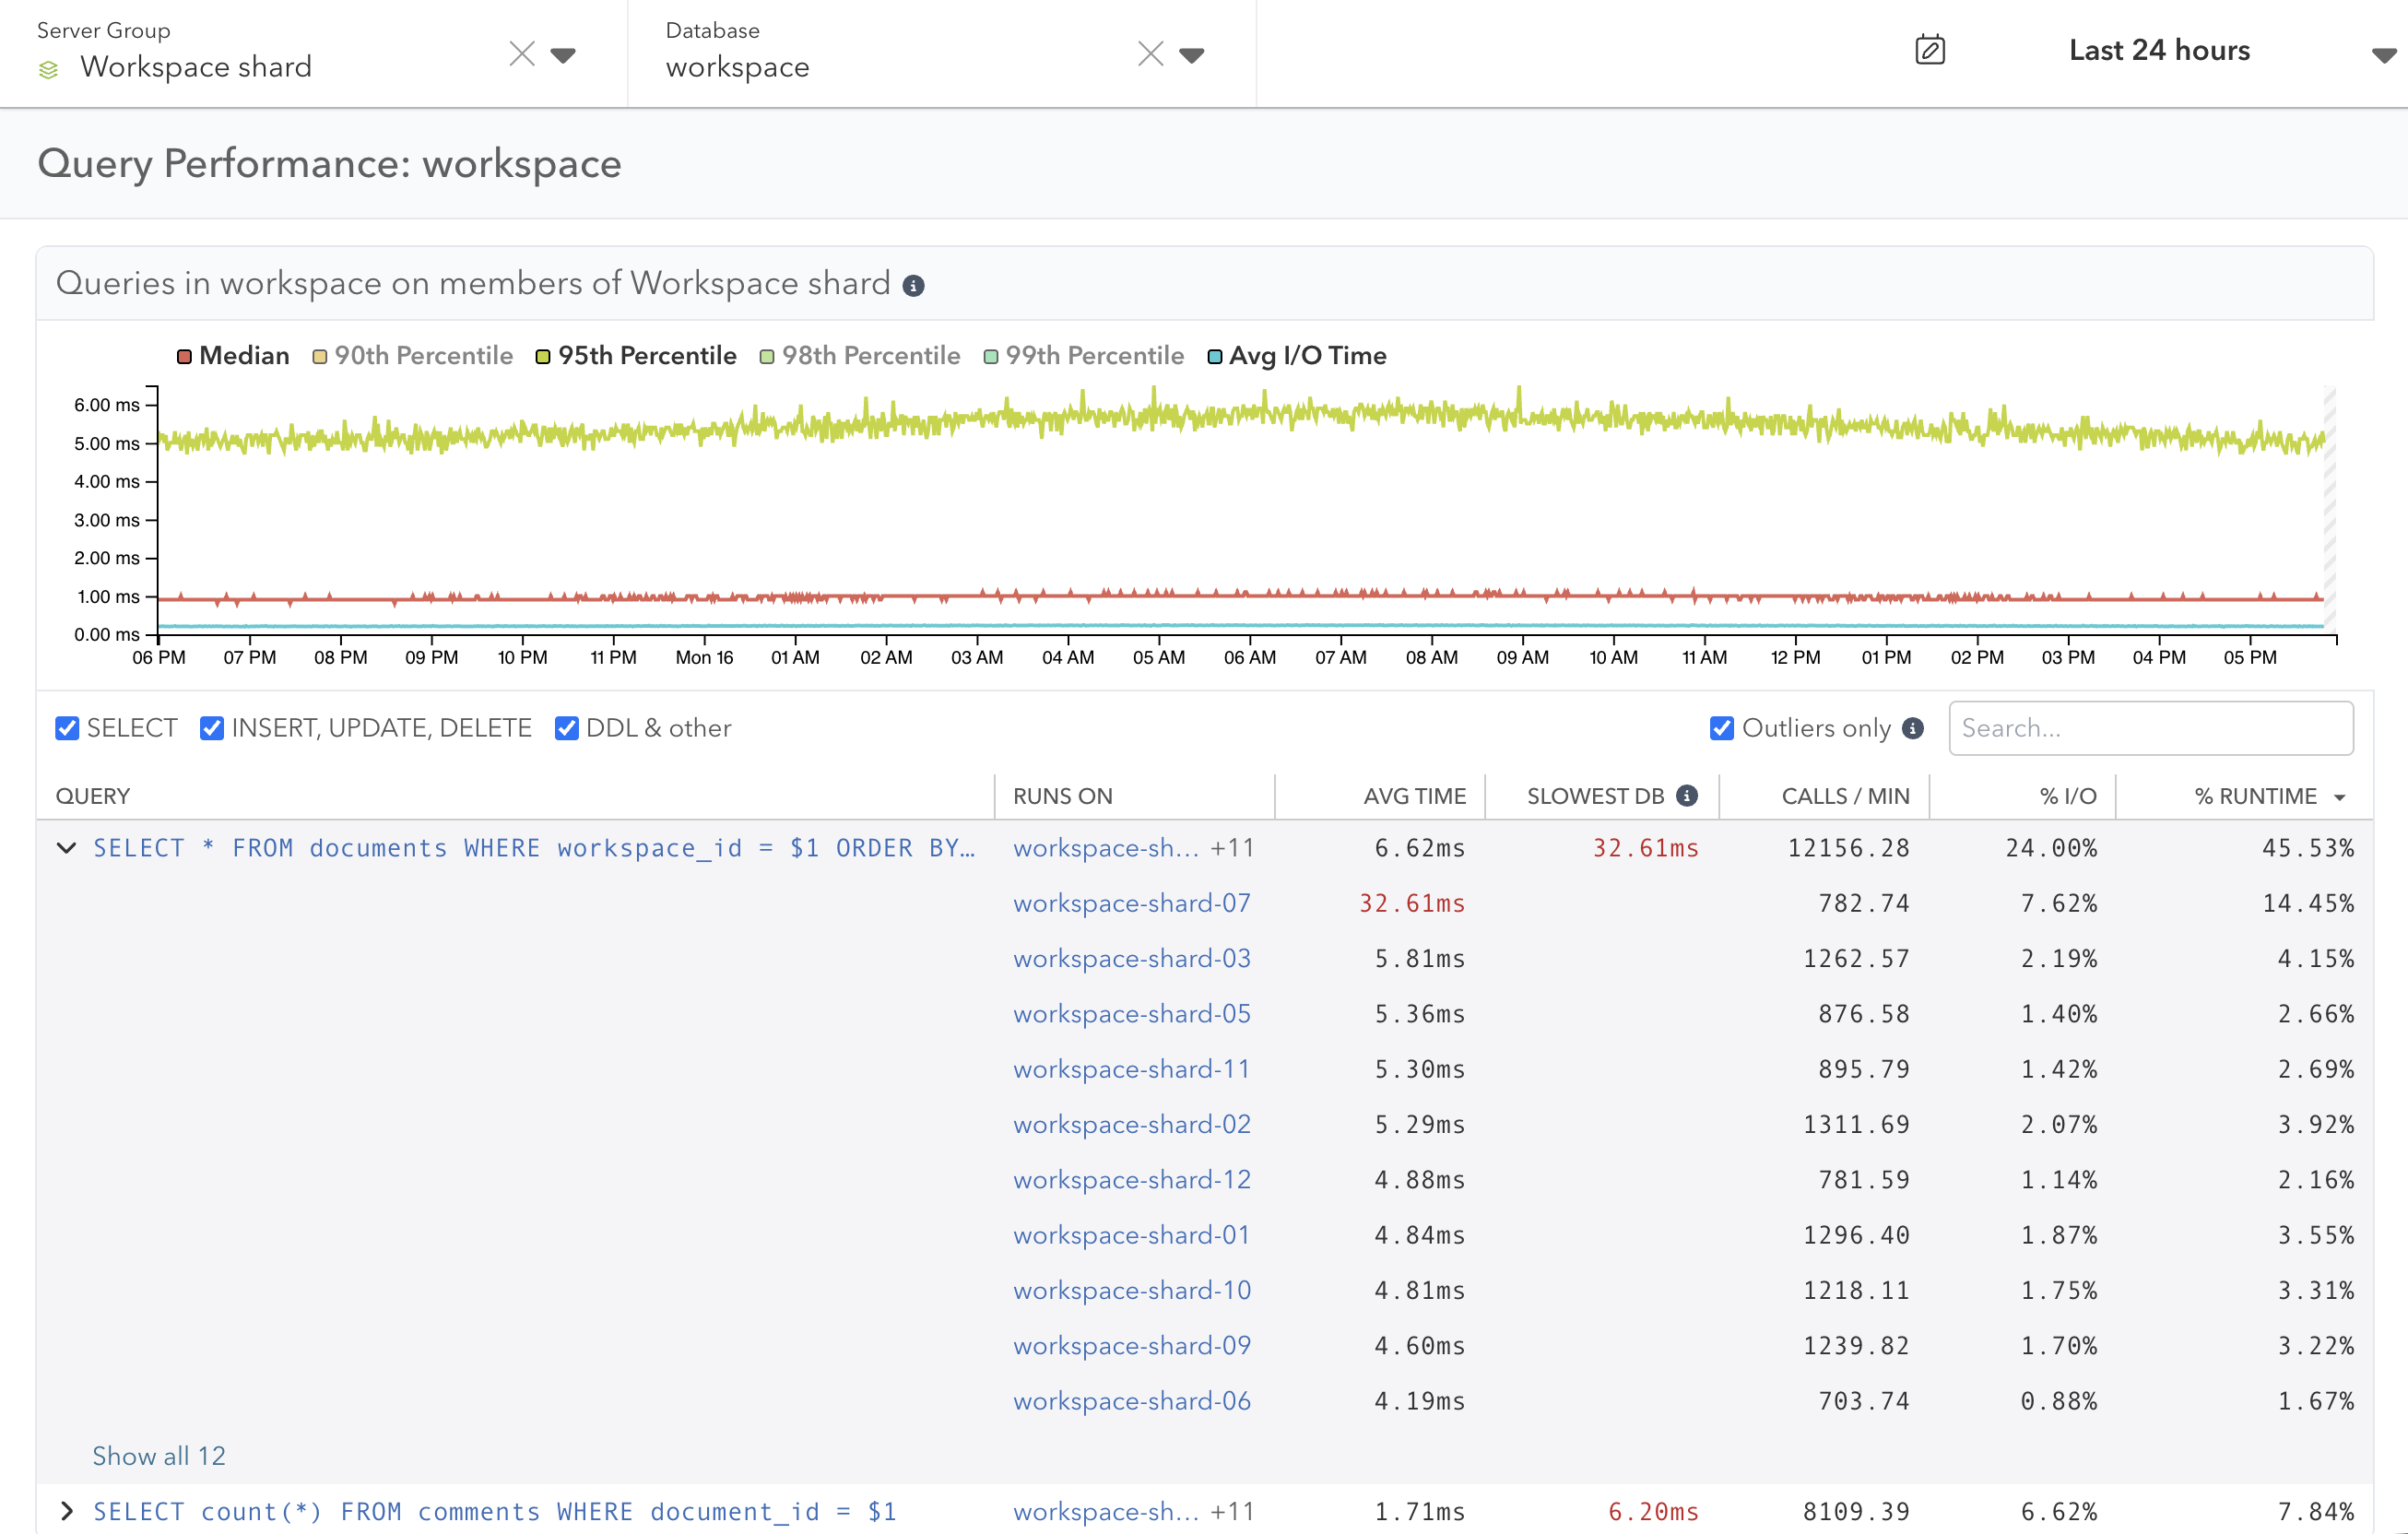 Server Group
Workspace shard
Database
workspace
Last 24 hours
Query Performance: workspace
Queries in workspace on members of Workspace shard
Median 90th Percentile 95th Percentile 98th Percentile 99th Percentile Avg I/O Time
6.00 ms
5.00 ms
4.00 ms
3.00 ms
2.00 ms
1.00 ms
0.00 ms
06 PM 07 PM 08 PM 09 PM 10 PM 11 PM Mon 16 01 AM 02 AM 03 AM 04 AM 05 AM 06 AM 07 AM 08 AM 09 AM 10 AM 11 AM 12 PM 01 PM 02 PM 03 PM 04 PM 05 PM
SELECT INSERT, UPDATE, DELETE DDL & other Outliers only Search...
QUERY RUNS ON AVG TIME SLOWEST DB CALLS / MIN % I/O % RUNTIME
SELECT * FROM documents WHERE workspace_id = $1 ORDER BY… workspace-sh… +11 6.62ms 32.61ms 12156.28 24.00% 45.53%
workspace-shard-07 32.61ms 782.74 7.62% 14.45%
workspace-shard-03 5.81ms 1262.57 2.19% 4.15%
workspace-shard-05 5.36ms 876.58 1.40% 2.66%
workspace-shard-11 5.30ms 895.79 1.42% 2.69%
workspace-shard-02 5.29ms 1311.69 2.07% 3.92%
workspace-shard-12 4.88ms 781.59 1.14% 2.16%
workspace-shard-01 4.84ms 1296.40 1.87% 3.55%
workspace-shard-10 4.81ms 1218.11 1.75% 3.31%
workspace-shard-09 4.60ms 1239.82 1.70% 3.22%
workspace-shard-06 4.19ms 703.74 0.88% 1.67%
Show all 12
SELECT count(*) FROM comments WHERE document_id = $1 workspace-sh… +11 1.71ms 6.20ms 8109.39 6.62% 7.84%